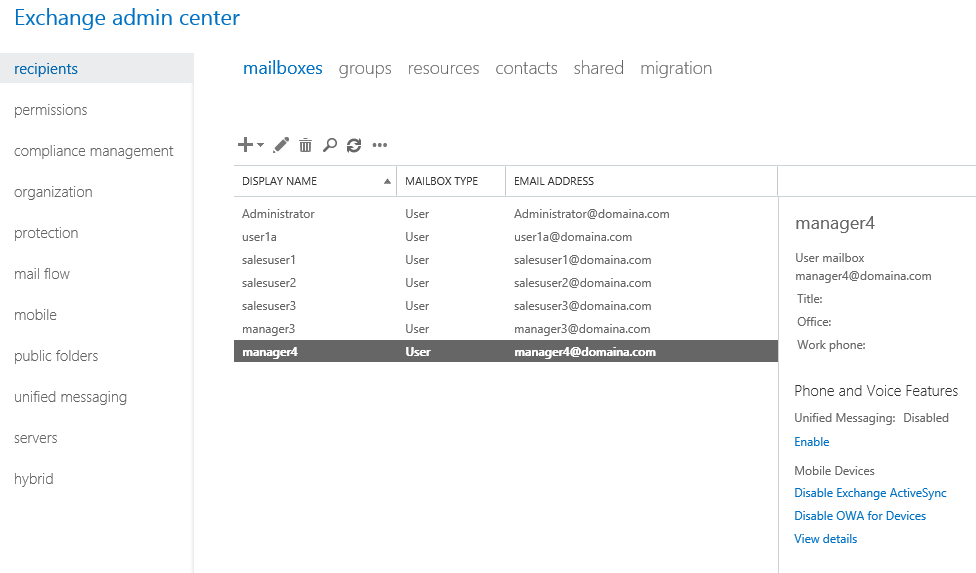 Exchange admin center
recipients
permissions
compliance management
organization
protection
mail flow
mobile
public folders
unified messaging
servers
hybrid
mailboxes groups resources contacts shared migration
DISPLAY NAME MAILBOX TYPE EMAIL ADDRESS
Administrator User Administrator@domaina.com
user1a User user1a@domaina.com
salesuser1 User salesuser1@domaina.com
salesuser2 User salesuser2@domaina.com
salesuser3 User salesuser3@domaina.com
manager3 User manager3@domaina.com
manager4 User manager4@domaina.com
manager4
User mailbox
manager4@domaina.com
Title:
Office:
Work phone:
Phone and Voice Features
Unified Messaging: Disabled
Enable
Mobile Devices
Disable Exchange ActiveSync
Disable OWA for Devices
View details